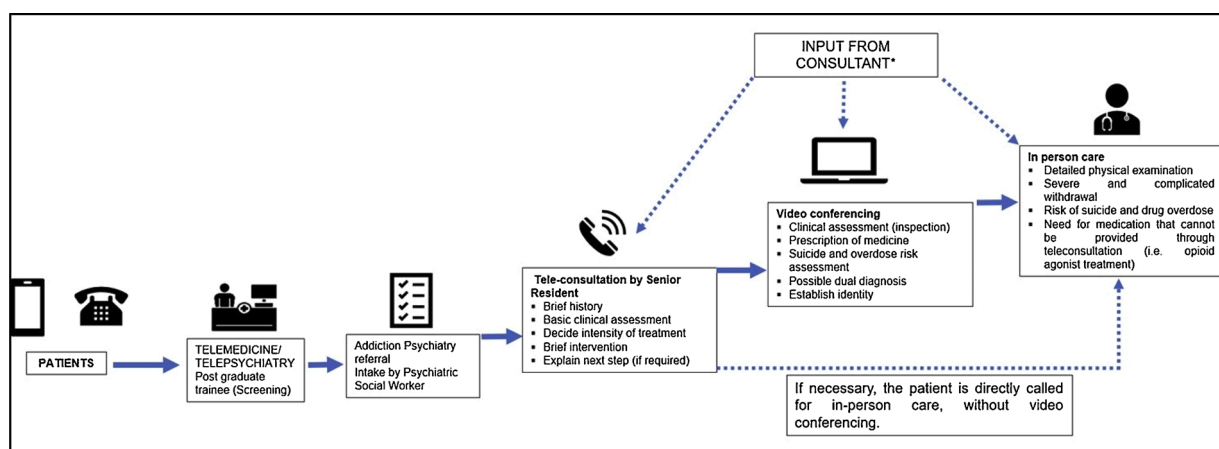 INPUT FROM
CONSULTANT*
In person care
▪ Detailed physical examination
▪ Severe and complicated
withdrawal
▪ Risk of suicide and drug overdose
▪ Need for medication that cannot
be provided through
teleconsultation (i.e. opioid
agonist treatment)
Video conferencing
▪ Clinical assessment (inspection)
▪ Prescription of medicine
▪ Suicide and overdose risk
assessment
▪ Possible dual diagnosis
▪ Establish identity
Tele-consultation by Senior
Resident
▪ Brief history
▪ Basic clinical assessment
▪ Decide intensity of treatment
▪ Brief intervention
▪ Explain next step (if required)
Addiction Psychiatry
referral
Intake by Psychiatric
Social Worker
TELEMEDICINE/
TELEPSYCHIATRY
Post graduate
trainee (Screening)
PATIENTS
If necessary, the patient is directly called
for in-person care, without video
conferencing.